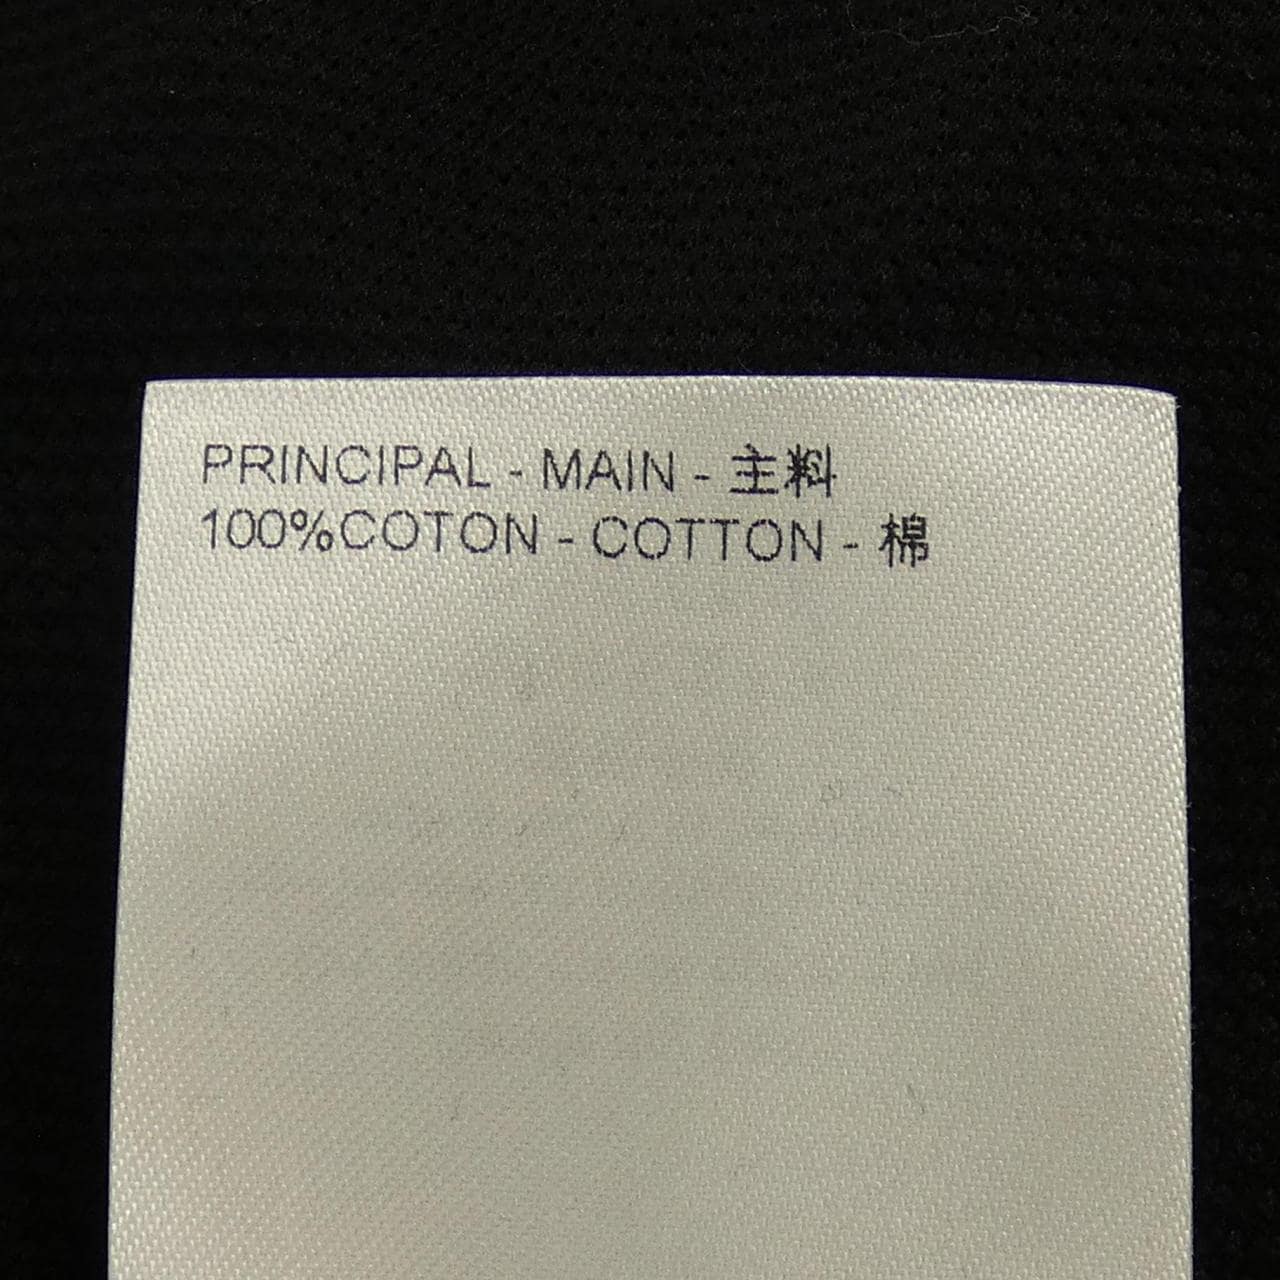 PRINCIPAL - MAIN - 主料
100%COTON - COTTON - 棉